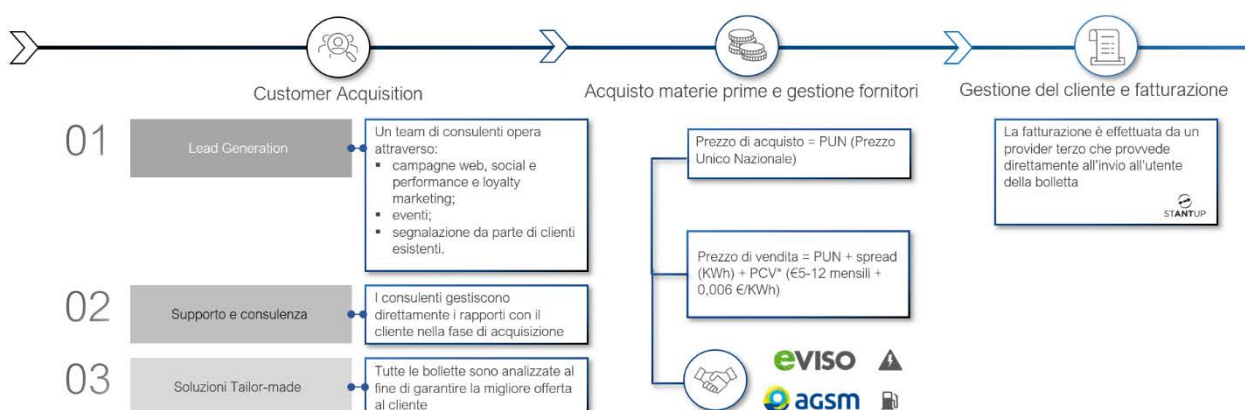 Customer Acquisition
Acquisto materie prime e gestione fornitori
Gestione del cliente e fatturazione
01
Lead Generation
Un team di consulenti opera
attraverso:
▪ campagne web, social e
performance e loyalty
marketing;
▪ eventi;
▪ segnalazione da parte di clienti
esistenti.
02
Supporto e consulenza
I consulenti gestiscono
direttamente i rapporti con il
cliente nella fase di acquisizione
03
Soluzioni Tailor-made
Tutte le bollette sono analizzate al
fine di garantire la migliore offerta
al cliente
Prezzo di acquisto = PUN (Prezzo
Unico Nazionale)
Prezzo di vendita = PUN + spread
(KWh) + PCV* (€5-12 mensili +
0,006 €/KWh)
eVISO
agsm
La fatturazione è effettuata da un
provider terzo che provvede
direttamente all'invio all'utente
della bolletta
STANTUP